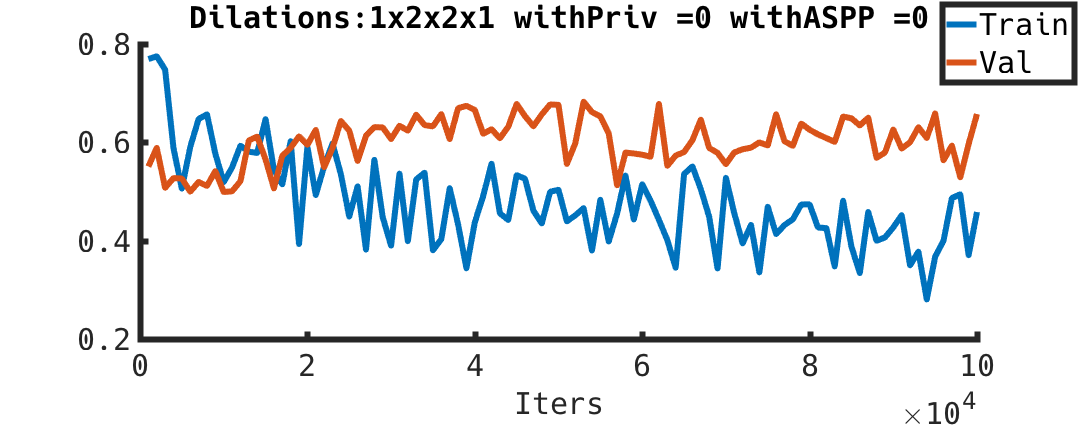 Dilations:1x2x2x1 withPriv =0 withASPP =0
Train
Val
0.8
0.6
0.4
0.2
0 2 4 6 8 10
Iters
×10^4